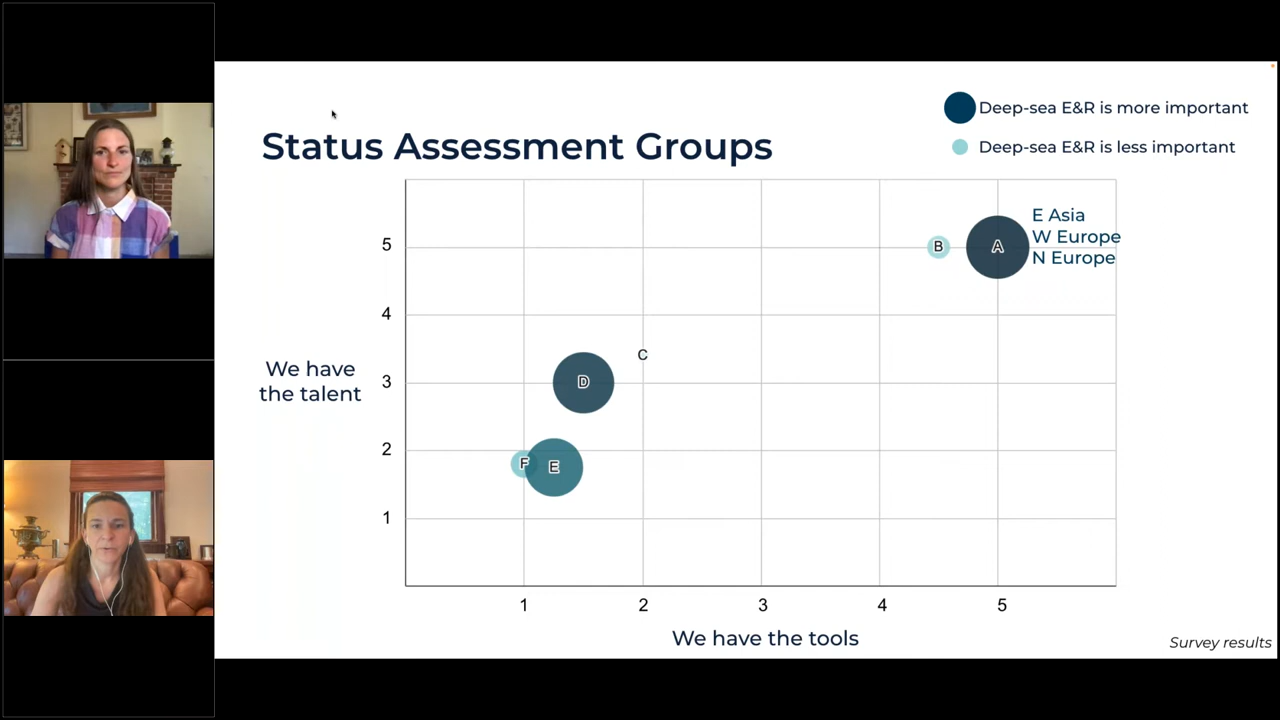 Deep-sea E&R is more important
Status Assessment Groups
Deep-sea E&R is less important
E Asia
W Europe
N Europe
5
B
A
4
We have
the talent
3
C
D
2
F
E
1
1
2
3
4
5
We have the tools
Survey results